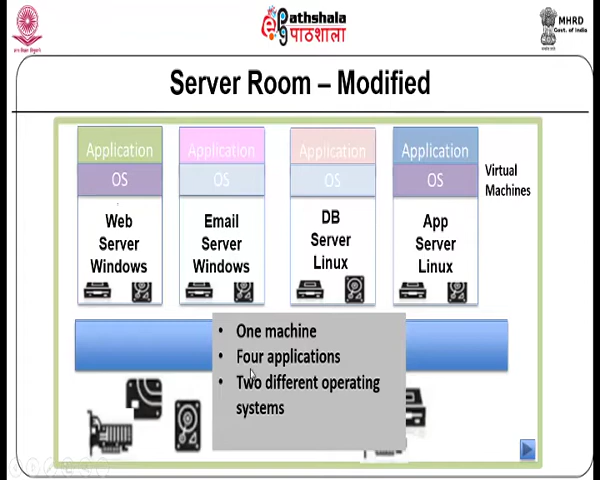 Pathshala
पाठशाला
MHRD
Govt. of India
Server Room – Modified
Application
OS
Web
Server
Windows
Application
OS
Email
Server
Windows
Application
OS
DB
Server
Linux
Application
OS
App
Server
Linux
Virtual
Machines
• One machine
• Four applications
• Two different operating
systems